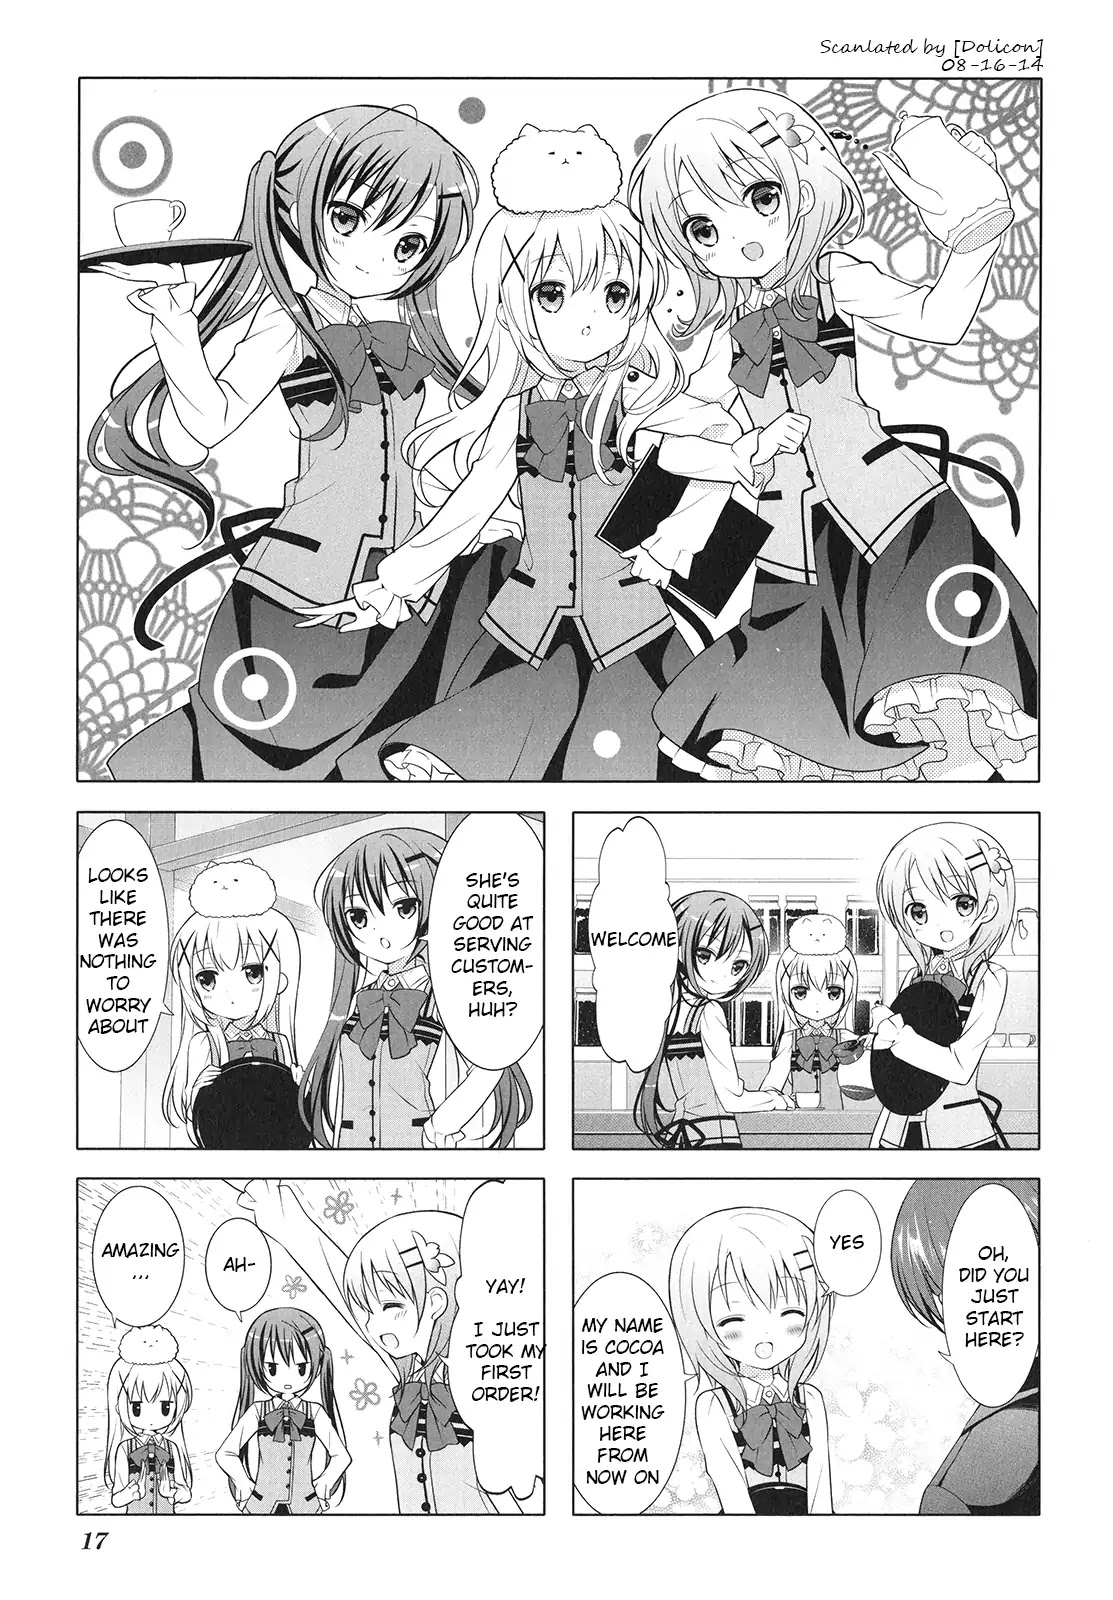 Scanlated by [Dolicon]
08-16-14
WELCOME
OH,
DID YOU
JUST
START
HERE?
YES
MY NAME
IS COCOA
AND I
WILL BE
WORKING
HERE
FROM
NOW ON
SHE'S
QUITE
GOOD AT
SERVING
CUSTOM-
ERS,
HUH?
LOOKS
LIKE
THERE
WAS
NOTHING
TO
WORRY
ABOUT
YAY!
I JUST
TOOK MY
FIRST
ORDER!
AH-
AMAZING
...
17